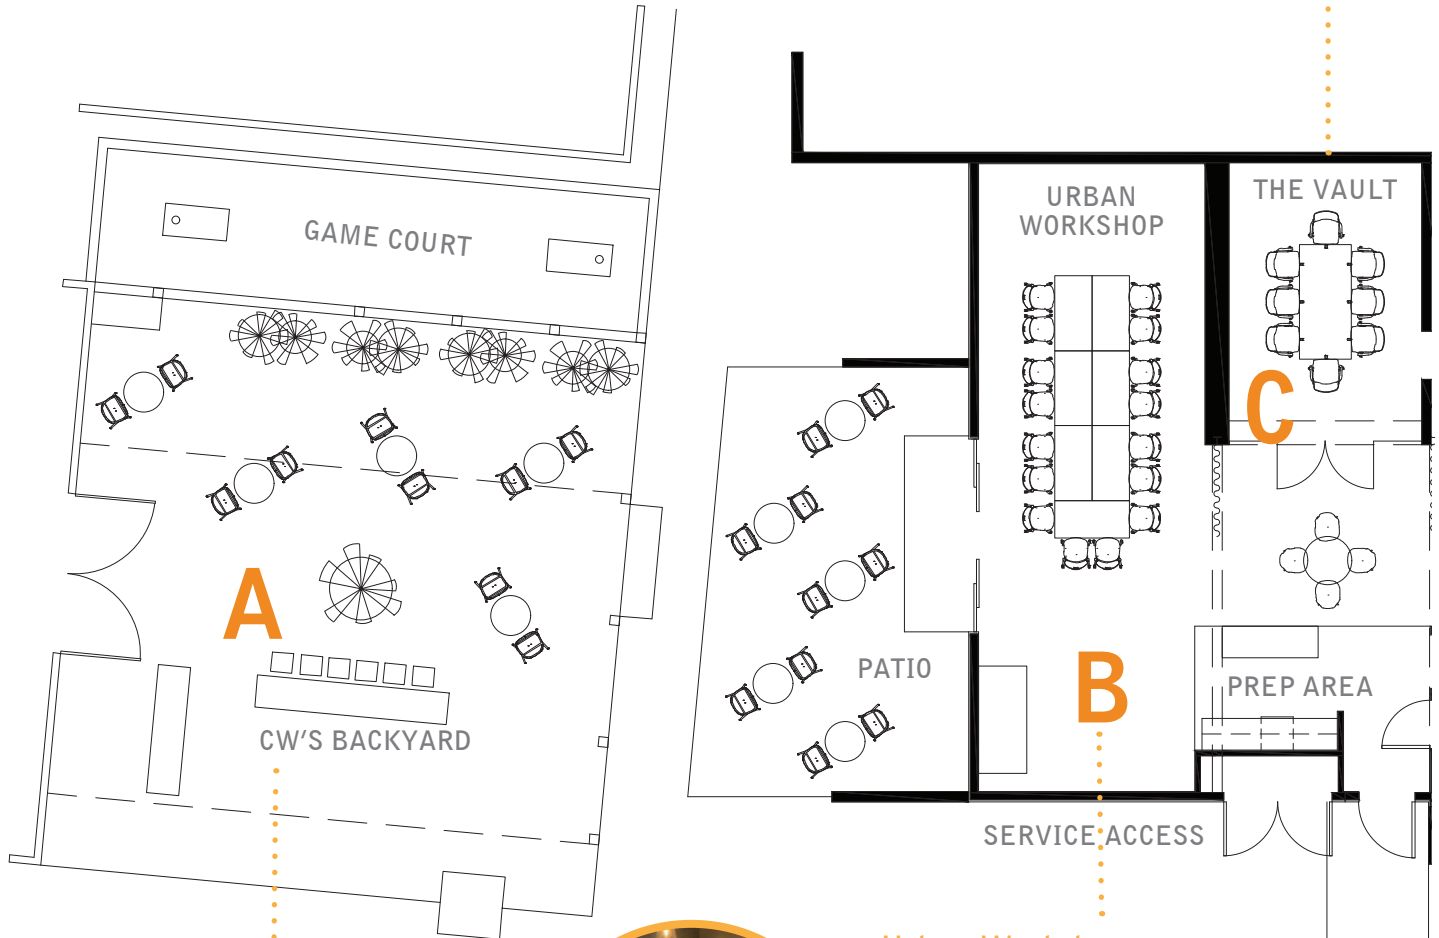 GAME COURT
URBAN
WORKSHOP
THE VAULT
C
A
B
PATIO
PREP AREA
CW'S BACKYARD
SERVICE ACCESS